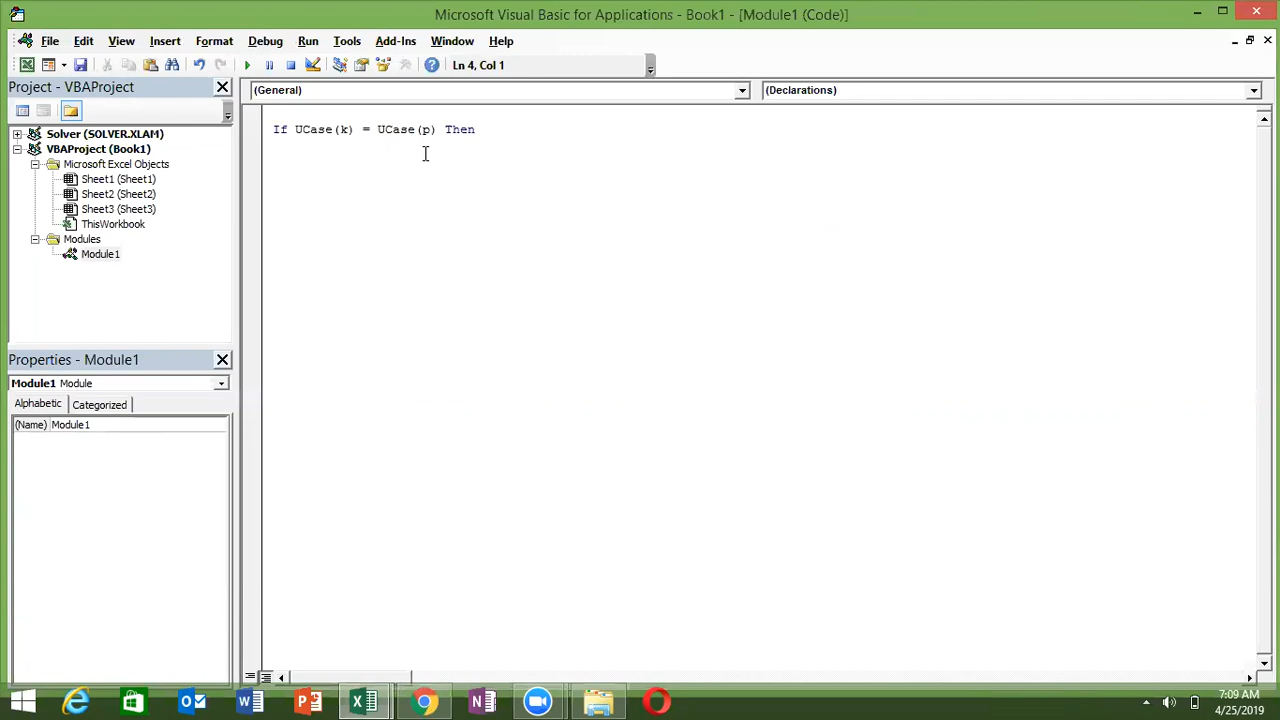 Microsoft Visual Basic for Applications - Book1 - [Module1 (Code)]
File Edit View Insert Format Debug Run Tools Add-Ins Window Help
Ln 4, Col 1
Project - VBAProject
(General)
(Declarations)
Solver (SOLVER.XLAM)
VBAProject (Book1)
Microsoft Excel Objects
Sheet1 (Sheet1)
Sheet2 (Sheet2)
Sheet3 (Sheet3)
ThisWorkbook
Modules
Module1
If UCase(k) = UCase(p) Then
Properties - Module1
Module1 Module
Alphabetic Categorized
(Name) Module1
7:09 AM
4/25/2019